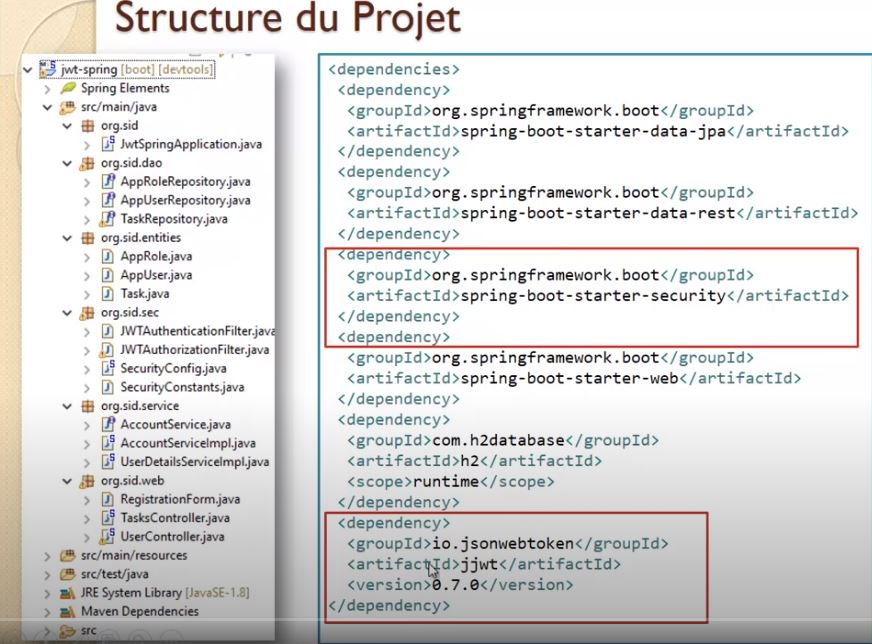 Structure du Projet
jwt-spring [boot] [devtools]
Spring Elements
src/main/java
org.sid
JwtSpringApplication.java
org.sid.dao
AppRoleRepository.java
AppUserRepository.java
TaskRepository.java
org.sid.entities
AppRole.java
AppUser.java
Task.java
org.sid.sec
JWTAuthenticationFilter.java
JWTAuthorizationFilter.java
SecurityConfig.java
SecurityConstants.java
org.sid.service
AccountService.java
AccountServiceImpl.java
UserDetailsServiceImpl.java
org.sid.web
RegistrationForm.java
TasksController.java
UserController.java
src/main/resources
src/test/java
JRE System Library [JavaSE-1.8]
Maven Dependencies
src
<dependencies>
<dependency>
<groupId>org.springframework.boot</groupId>
<artifactId>spring-boot-starter-data-jpa</artifactId>
</dependency>
<dependency>
<groupId>org.springframework.boot</groupId>
<artifactId>spring-boot-starter-data-rest</artifactId>
</dependency>
<dependency>
<groupId>org.springframework.boot</groupId>
<artifactId>spring-boot-starter-security</artifactId>
</dependency>
<dependency>
<groupId>org.springframework.boot</groupId>
<artifactId>spring-boot-starter-web</artifactId>
</dependency>
<dependency>
<groupId>com.h2database</groupId>
<artifactId>h2</artifactId>
<scope>runtime</scope>
</dependency>
<dependency>
<groupId>io.jsonwebtoken</groupId>
<artifactId>jjwt</artifactId>
<version>0.7.0</version>
</dependency>